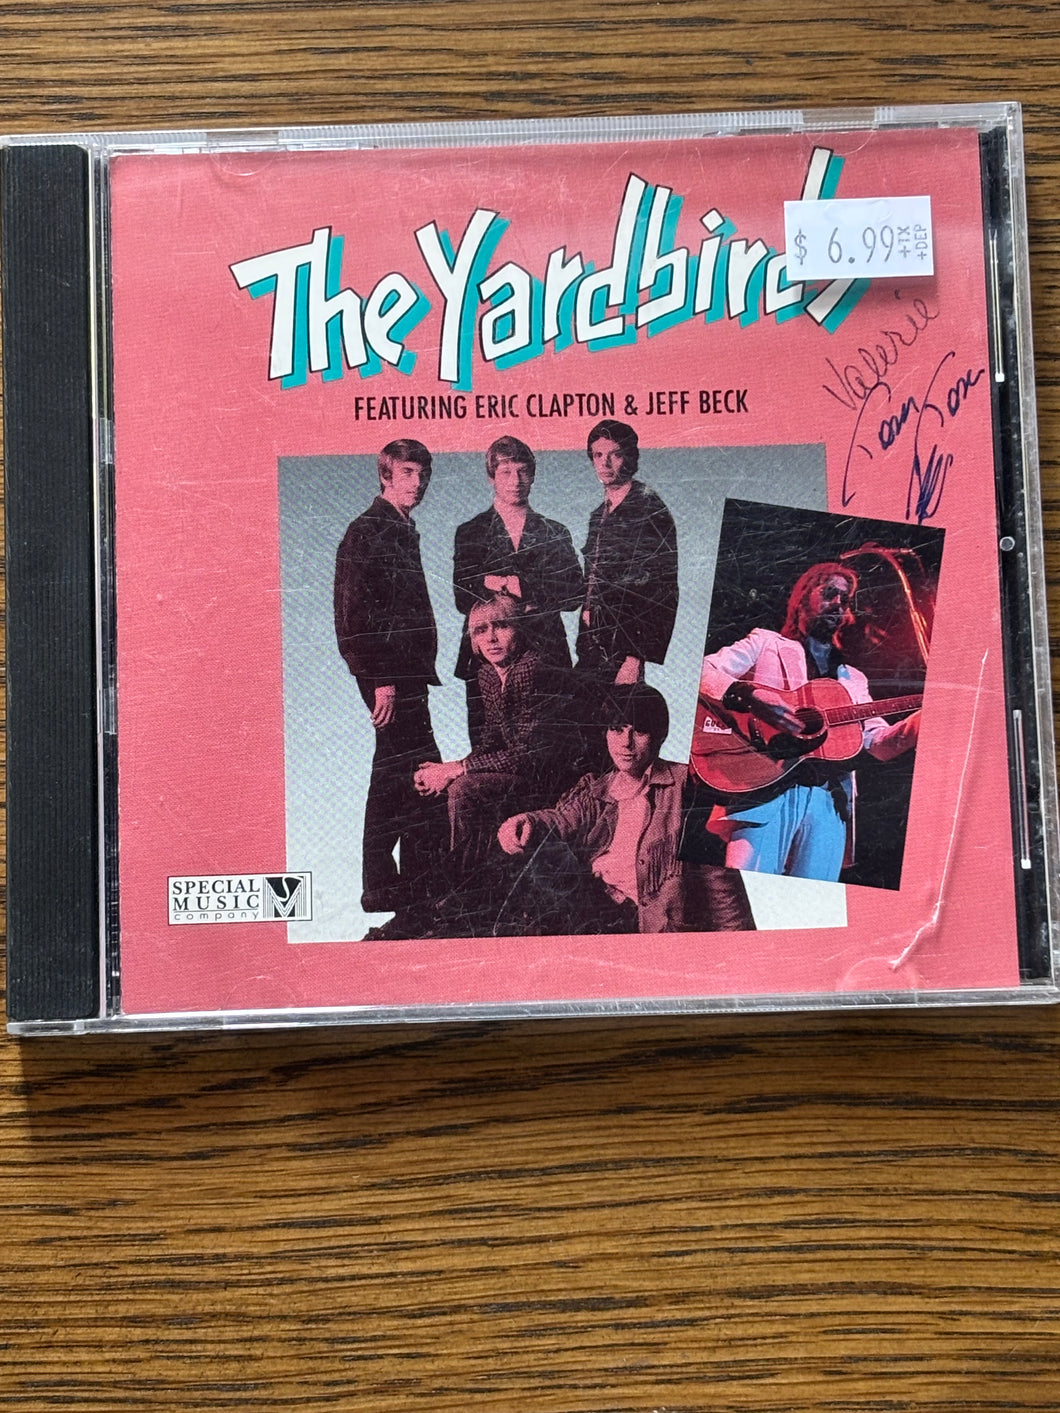 The Yardbirds
$ 6.99 +TX
+DEP
FEATURING ERIC CLAPTON & JEFF BECK
Valerie
SPECIAL
MUSIC
company